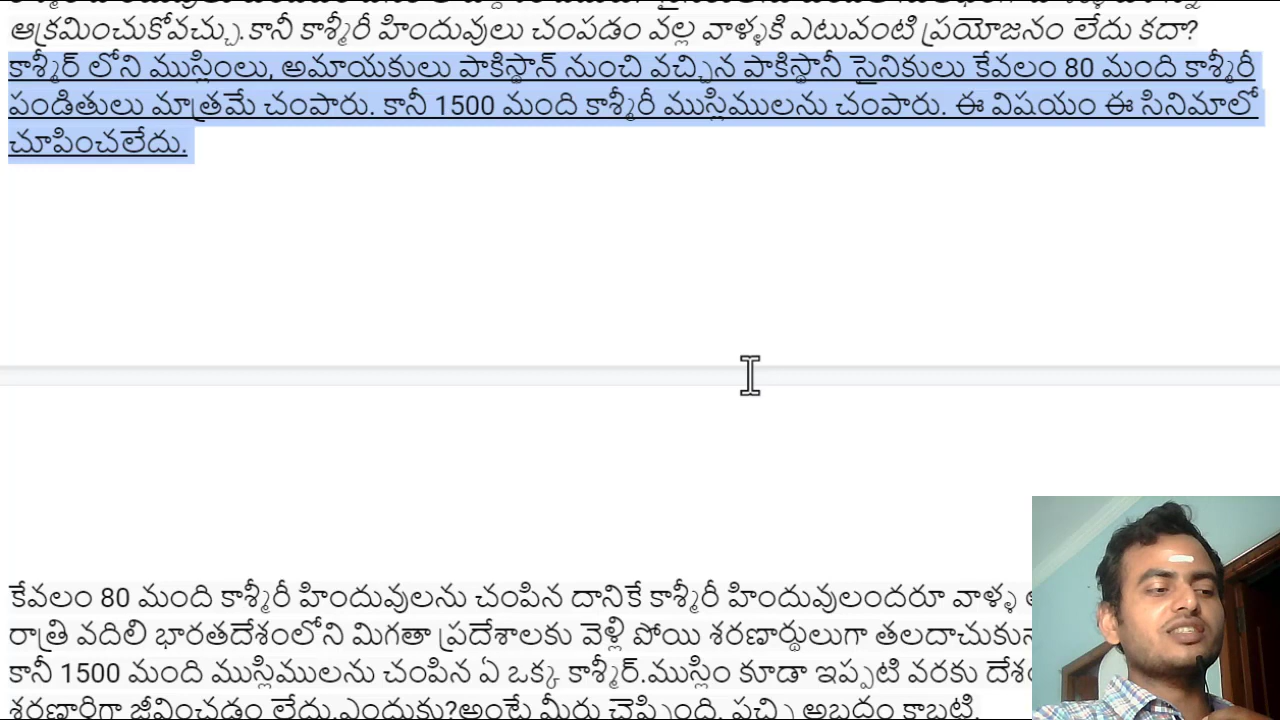 ఆక్రమించుకోవచ్చు.కానీ కాశ్మీరీ హిందువులు చంపడం వల్ల వాళ్ళకి ఎటువంటి ప్రయోజనం లేదు కదా?
కాశ్మీర్ లోని ముస్లింలు, అమాయకులు పాకిస్థాన్ నుంచి వచ్చిన పాకిస్థానీ సైనికులు కేవలం 80 మంది కాశ్మీరీ
పండితులు మాత్రమే చంపారు. కానీ 1500 మంది కాశ్మీరీ ముస్లిములను చంపారు. ఈ విషయం ఈ సినిమాలో
చూపించలేదు.
కేవలం 80 మంది కాశ్మీరీ హిందువులను చంపిన దానికే కాశ్మీరీ హిందువులందరూ వాళ్ళ
రాత్రి వదిలి భారతదేశంలోని మిగతా ప్రదేశాలకు వెళ్లి పోయి శరణార్థులుగా
కానీ 1500 మంది ముస్లిములను చంపిన ఏ ఒక్క కాశ్మీర్.ముస్లిం కూడా ఇప్పటి వరకు
శరణార్థిగా జీవించడం లేదు.ఎందుకు?అంటే మీరు చెప్పింది. పచ్చి అబద్దం కాబట్టి.